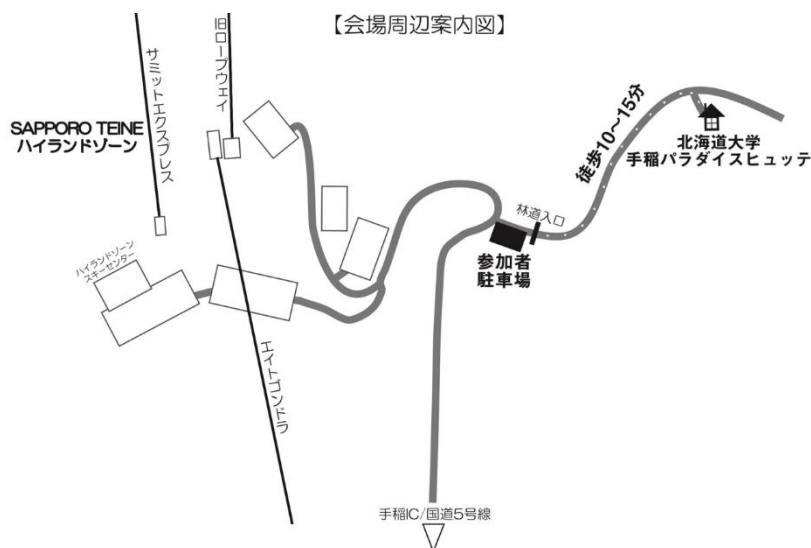 【会場周辺案内図】
旧ロープウェイ
サミットエクスプレス
SAPPORO TEINE
ハイランドゾーン
徒歩10〜15分
北海道大学
手稲パラダイスヒュッテ
林道入口
参加者
駐車場
ハイランドゾーン
スキーセンター
エイトゴンドラ
手稲IC/国道5号線